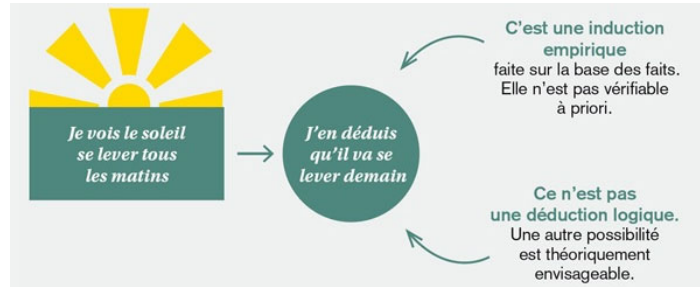 Je vois le soleil
se lever tous
les matins
J'en déduis
qu'il va se
lever demain
C'est une induction
empirique
faite sur la base des faits.
Elle n'est pas vérifiable
à priori.
Ce n'est pas
une déduction logique.
Une autre possibilité
est théoriquement
envisageable.